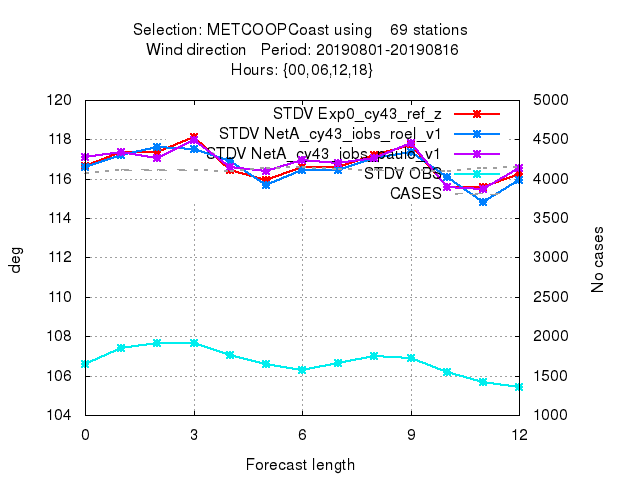 Selection: METCOOPCoast using 69 stations
Wind direction Period: 20190801-20190816
Hours: {00,06,12,18}
STDV Exp0_cy43_ref_z
STDV NetA_cy43_iobs_roel_v1
STDV NetA_cy43_iobs_paulo_v1
STDV OBS
CASES
120
118
116
114
112
110
108
106
104
5000
4500
4000
3500
3000
2500
2000
1500
1000
deg
No cases
0 3 6 9 12
Forecast length